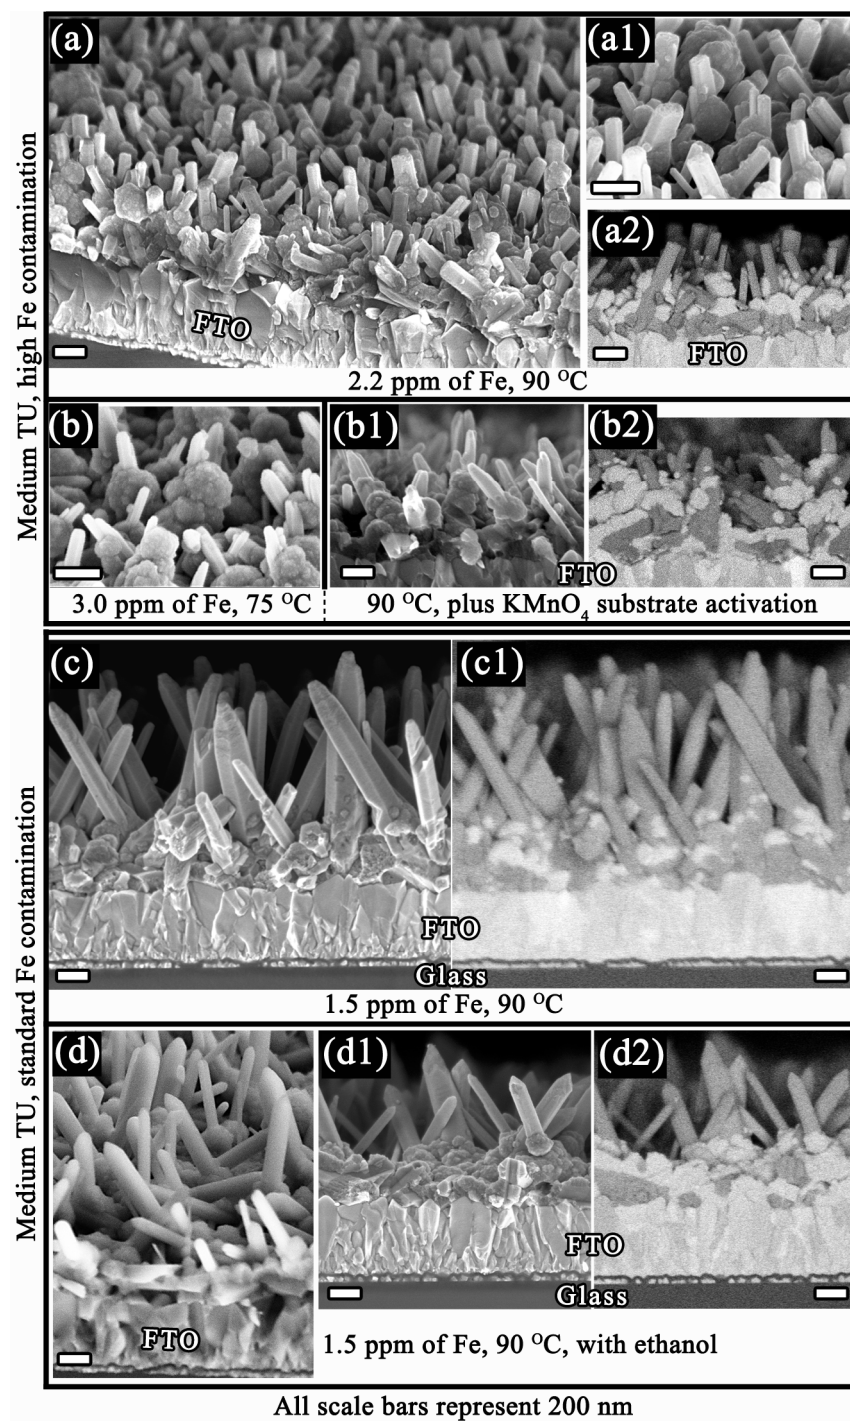 Medium TU, high Fe contamination
(a)
(a1)
(a2)
FTO
FTO
2.2 ppm of Fe, 90 °C
(b)
(b1)
(b2)
FTO
3.0 ppm of Fe, 75 °C
90 °C, plus KMnO₄ substrate activation
Medium TU, standard Fe contamination
(c)
(c1)
FTO
Glass
1.5 ppm of Fe, 90 °C
(d)
(d1)
(d2)
FTO
FTO
Glass
1.5 ppm of Fe, 90 °C, with ethanol
All scale bars represent 200 nm